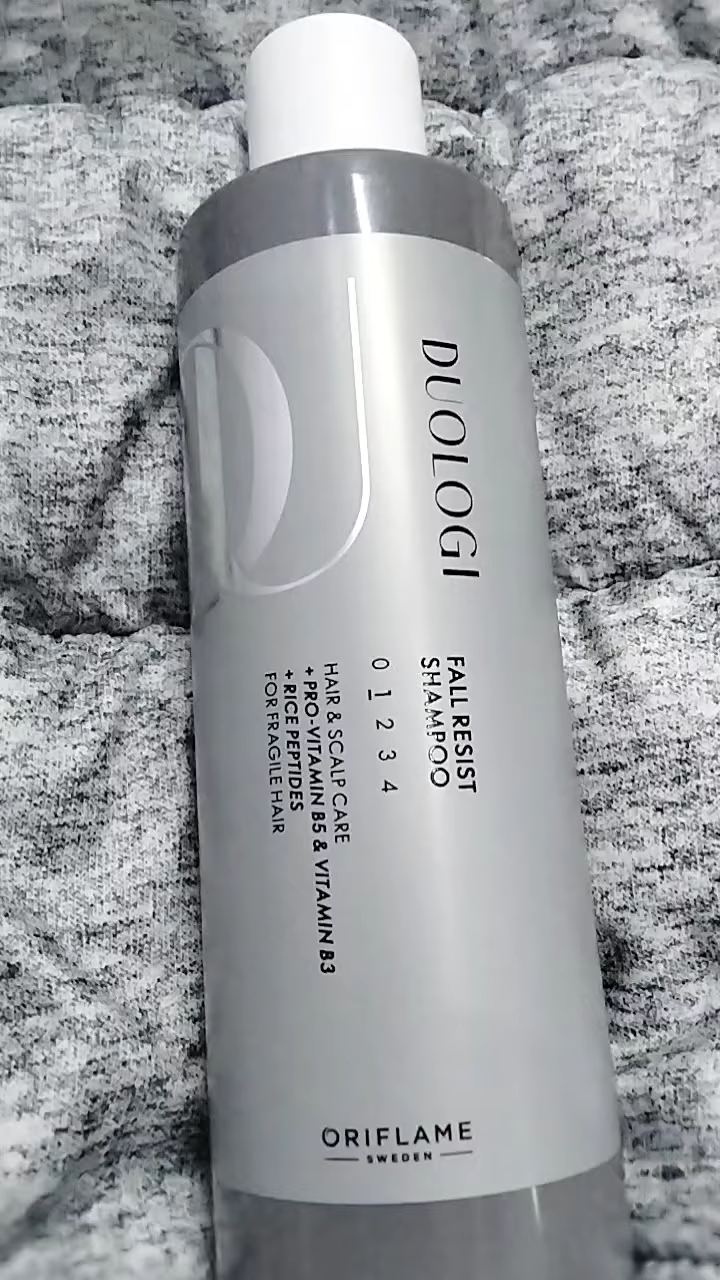 DUOLOGI
FALL RESIST
SHAMPOO
0 1 2 3 4
HAIR & SCALP CARE
+ PRO-VITAMIN B5 & VITAMIN B3
+ RICE PEPTIDES
FOR FRAGILE HAIR
ORIFLAME
SWEDEN